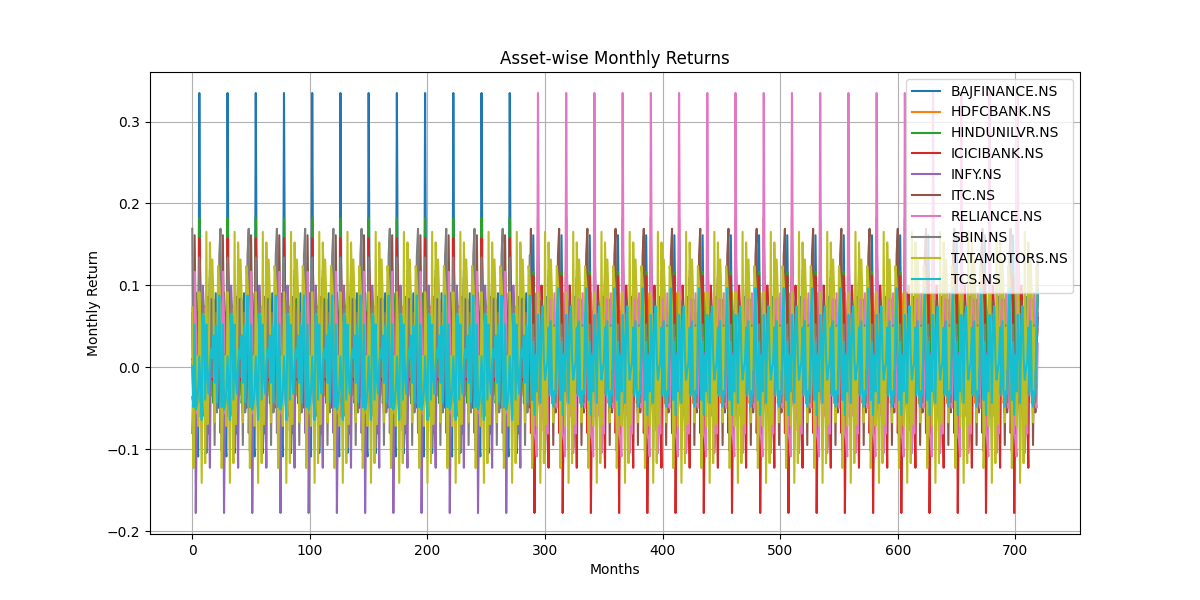 Asset-wise Monthly Returns
Monthly Return
0.3
0.2
0.1
0.0
−0.1
−0.2
0 100 200 300 400 500 600 700
Months
BAJFINANCE.NS
HDFCBANK.NS
HINDUNILVR.NS
ICICIBANK.NS
INFY.NS
ITC.NS
RELIANCE.NS
SBIN.NS
TATAMOTORS.NS
TCS.NS